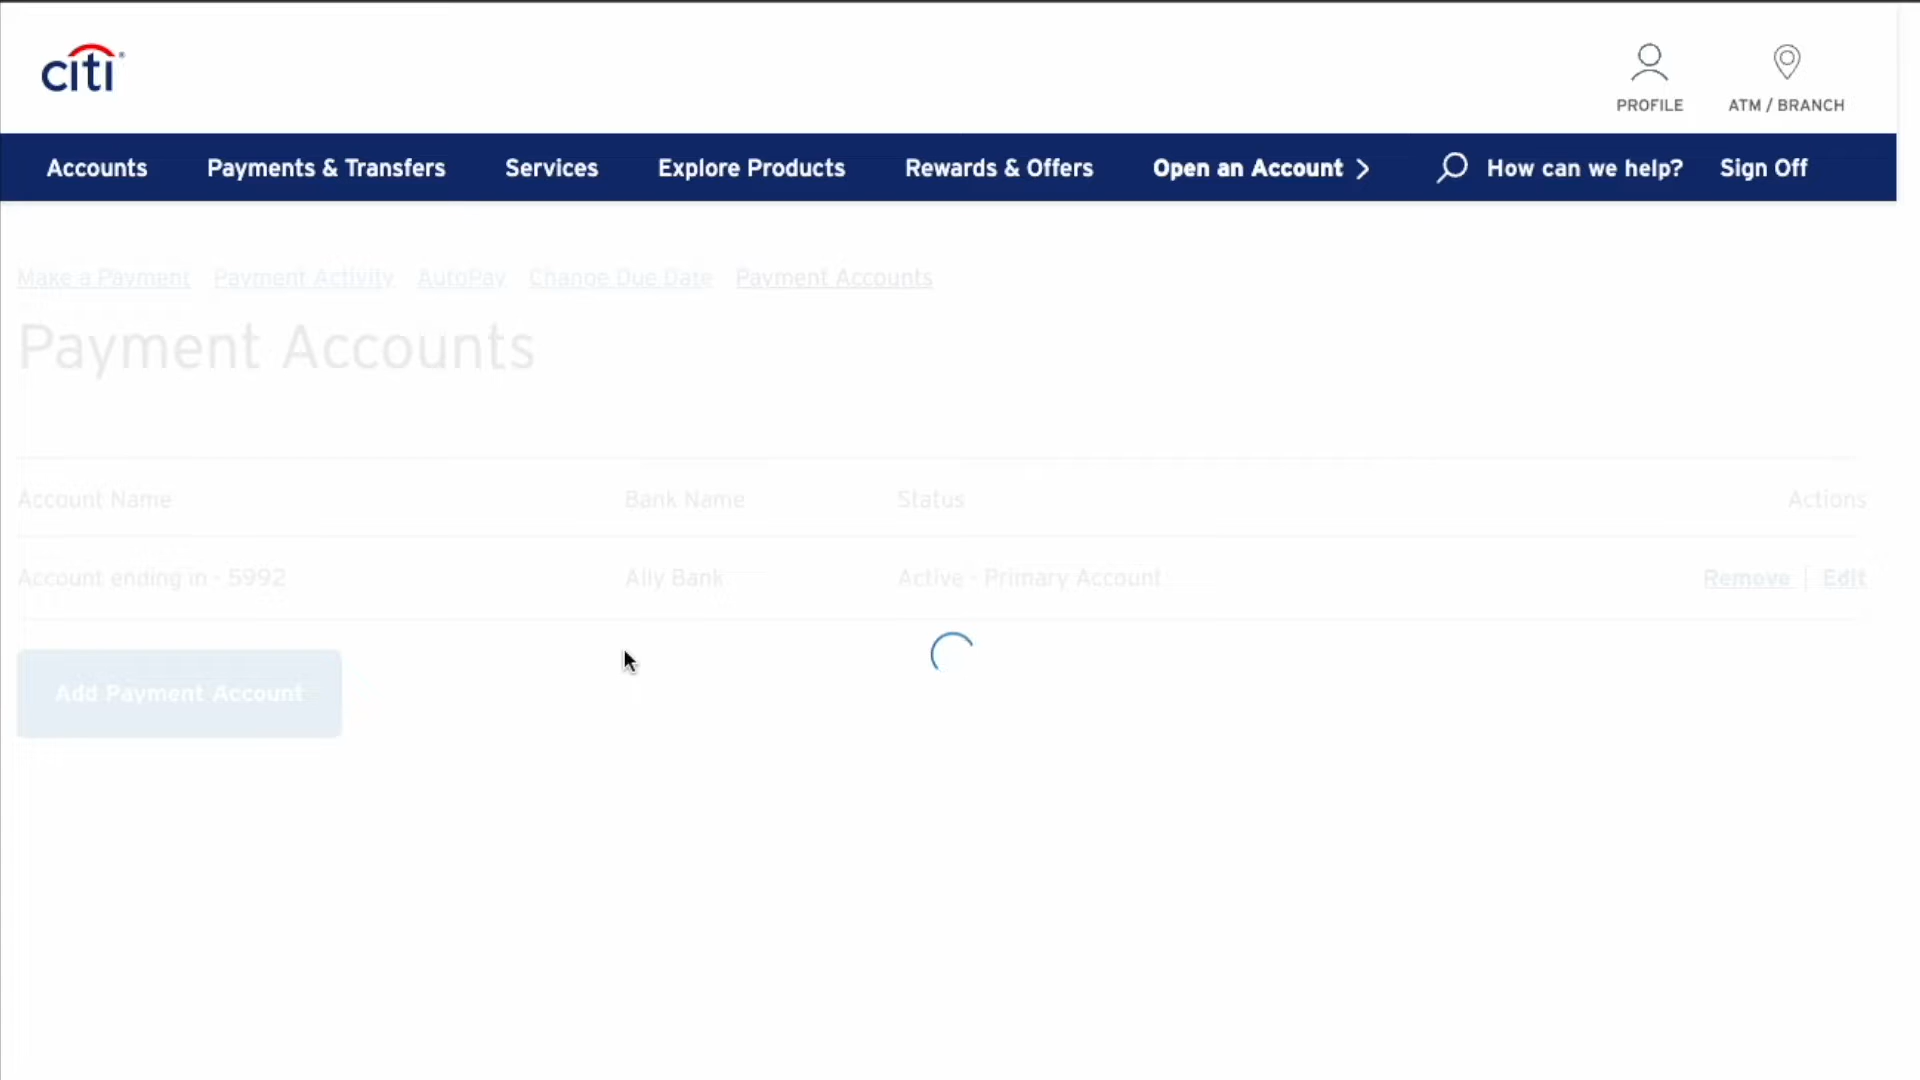 citi
PROFILE
ATM / BRANCH
Accounts Payments & Transfers Services Explore Products Rewards & Offers Open an Account How can we help? Sign Off
Make a Payment Payment Activity AutoPay Change Due Date Payment Accounts
Payment Accounts
Account Name Bank Name Status Actions
Account ending in - 5992 Ally Bank Active - Primary Account Remove | Edit
Add Payment Account